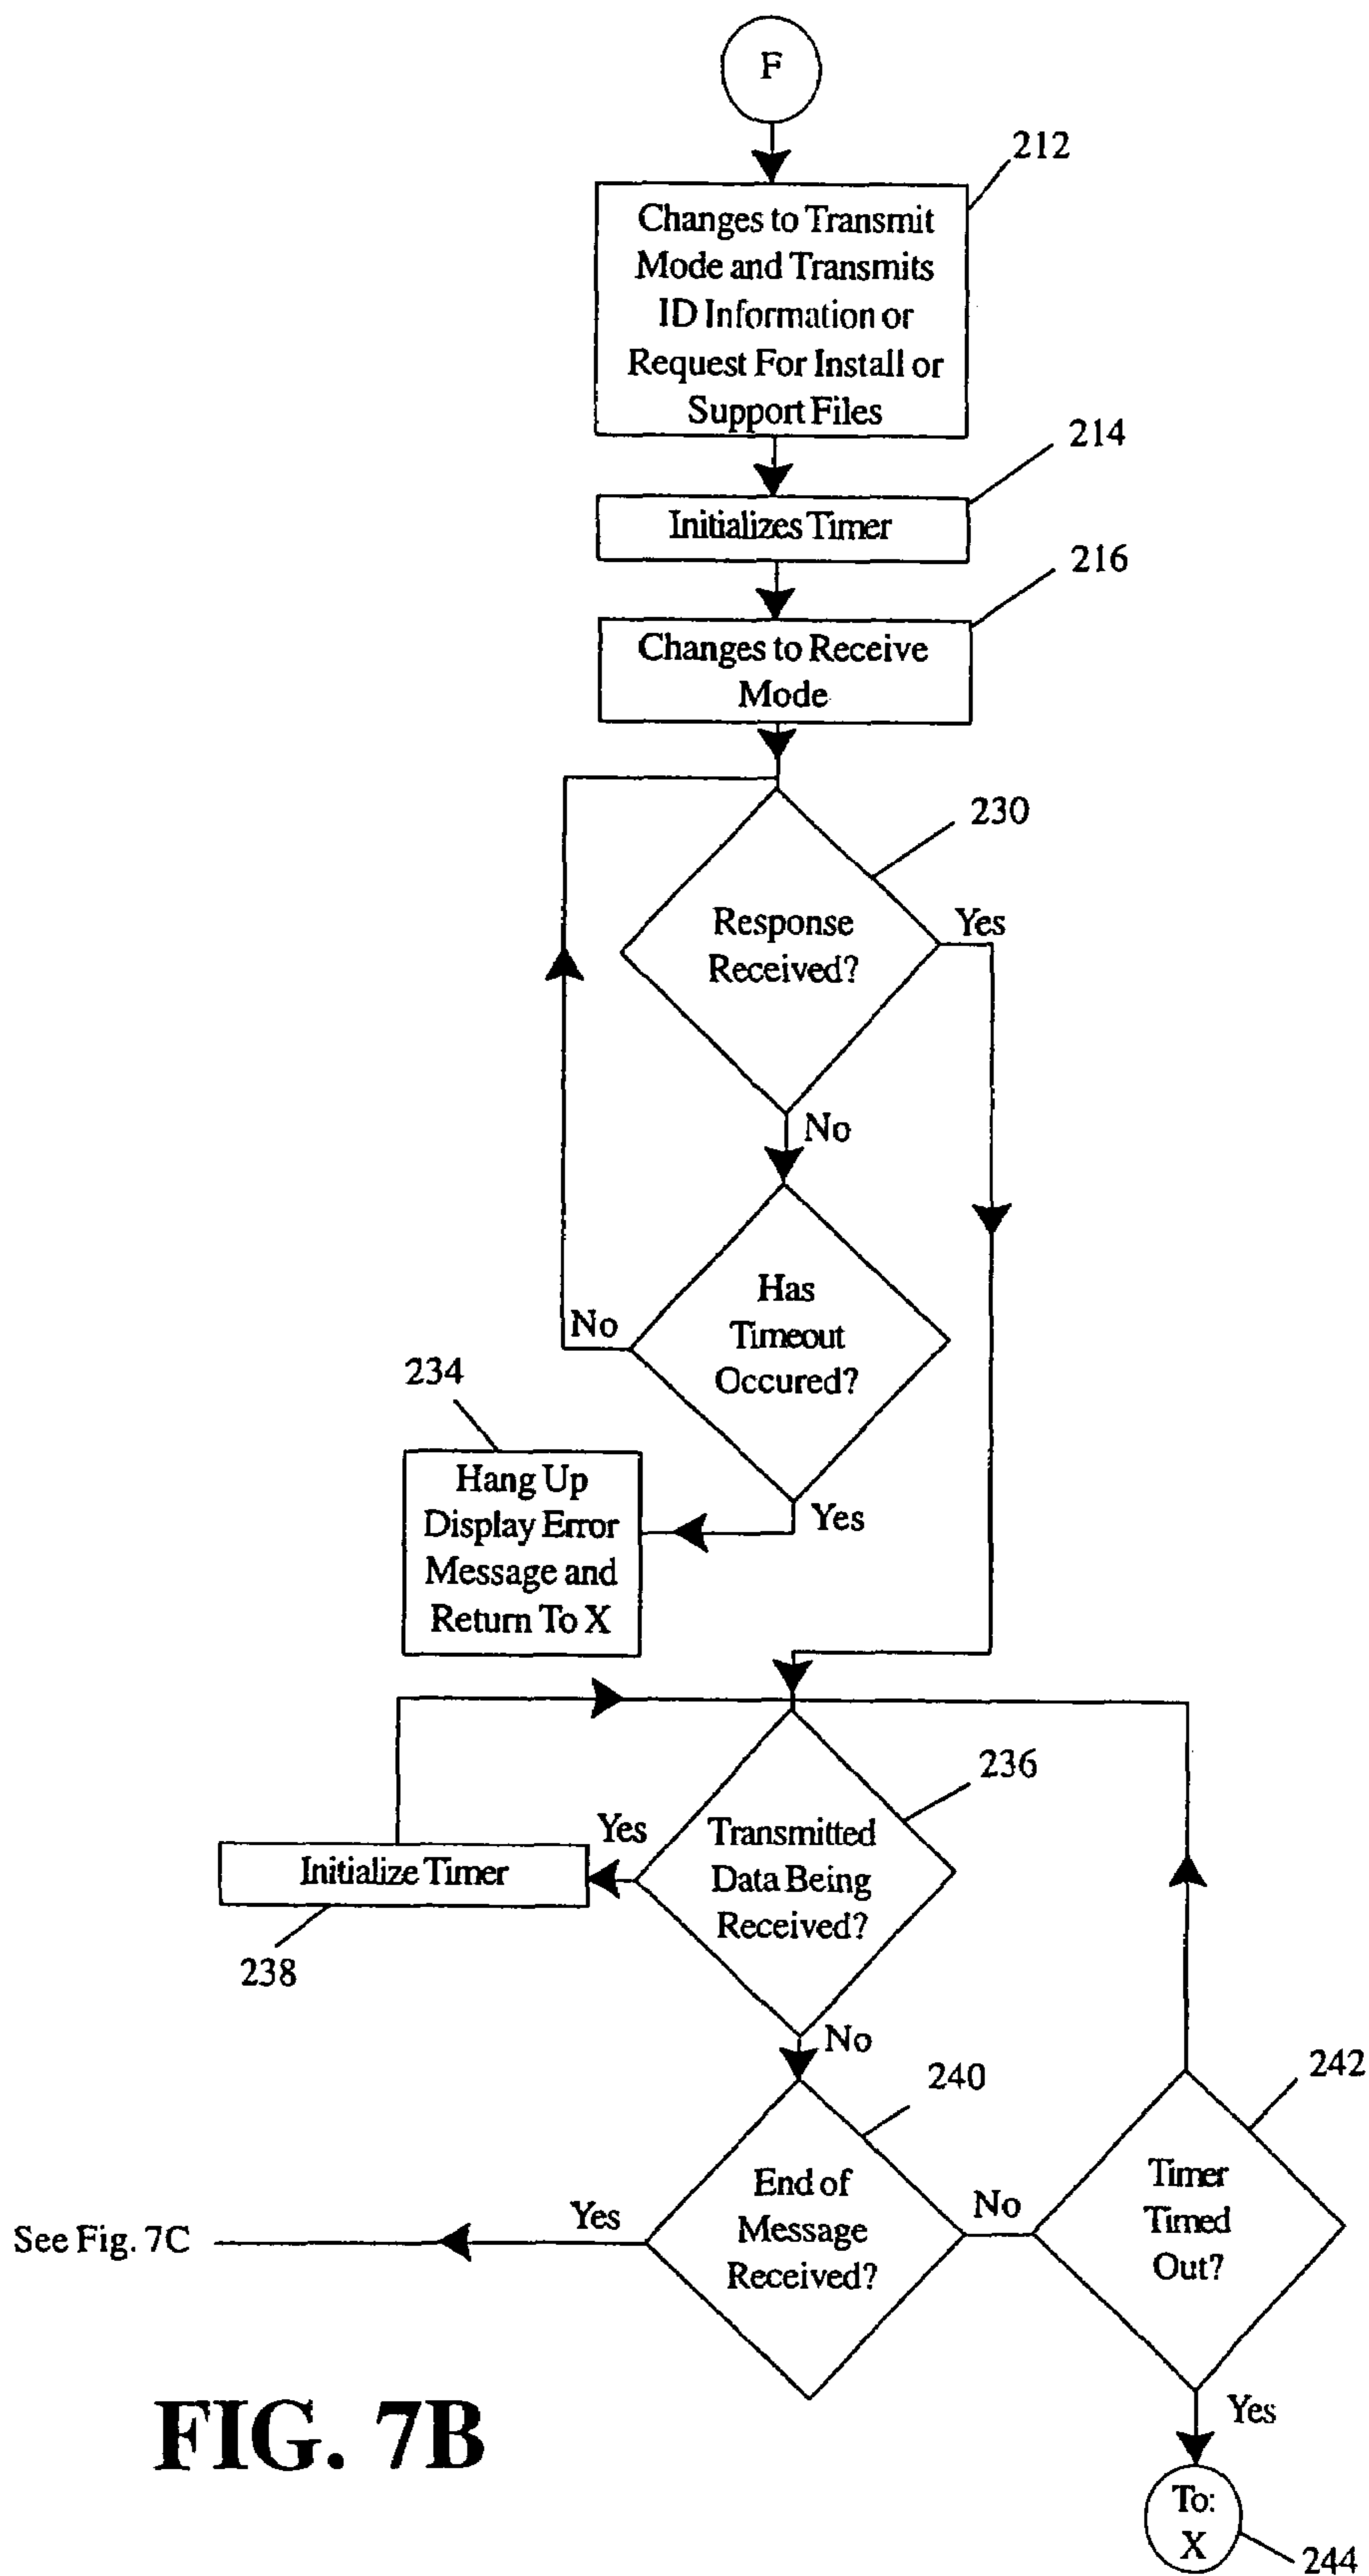 F
212
Changes to Transmit
Mode and Transmits
ID Information or
Request For Install or
Support Files
214
Initializes Timer
216
Changes to Receive
Mode
230
Response
Received?
Yes
No
Has
Timeout
Occured?
No
Yes
234
Hang Up
Display Error
Message and
Return To X
236
Transmitted
Data Being
Received?
Yes
Initialize Timer
238
No
240
End of
Message
Received?
Yes
See Fig. 7C
No
242
Timer
Timed
Out?
Yes
To:
X
244
FIG. 7B